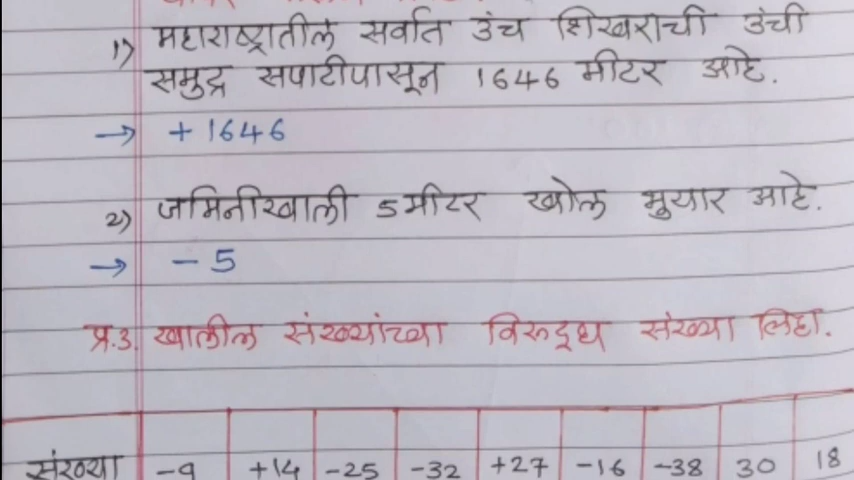 १) महाराष्ट्रातील सर्वात उंच शिखराची उंची
समुद्र सपाटीपासून 1646 मीटर आहे.
→ + 1646
२) जमिनीखाली 5 मीटर खोल भुयार आहे.
→ - 5
प्र.३. खालील संख्यांच्या विरुद्ध संख्या लिहा.
संख्या -9 +14 -25 -32 +27 -16 -38 30 18